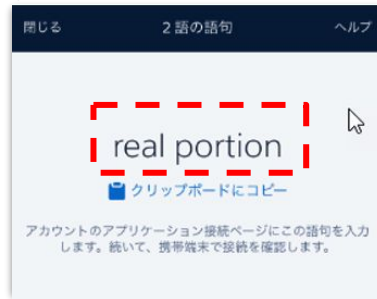 閉じる 2語の語句 ヘルプ
real portion
クリップボードにコピー
アカウントのアプリケーション接続ページにこの語句を入力
します。続いて、携帯端末で接続を確認します。